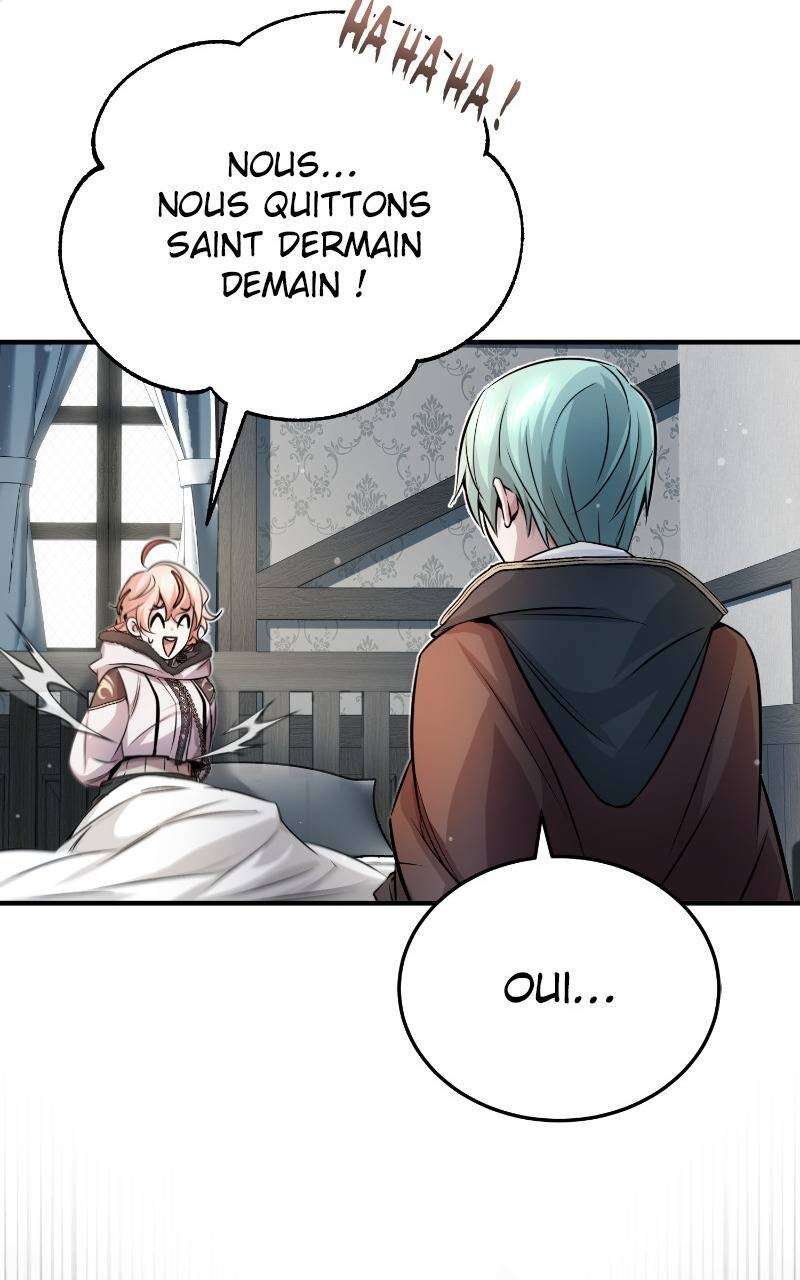 HA HA HA !
NOUS...
NOUS QUITTONS
SAINT DERMAIN
DEMAIN !
OUI...